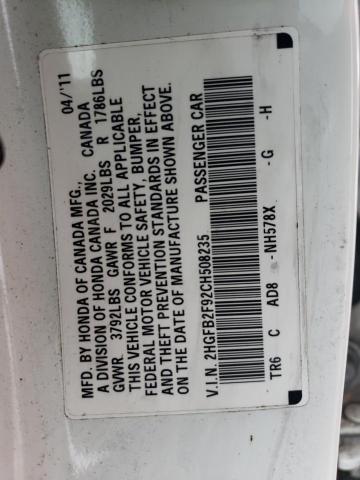 MFD. BY HONDA OF CANADA MFG., 04/'11
A DIVISION OF HONDA CANADA INC. CANADA
GVWR 3792LBS GAWR F 2029LBS R 1786LBS
THIS VEHICLE CONFORMS TO ALL APPLICABLE
FEDERAL MOTOR VEHICLE SAFETY, BUMPER,
AND THEFT PREVENTION STANDARDS IN EFFECT
ON THE DATE OF MANUFACTURE SHOWN ABOVE.
V.I.N. 2HGFB2F92CH508235 PASSENGER CAR
TR6 C AD8 -NH578X -G -H